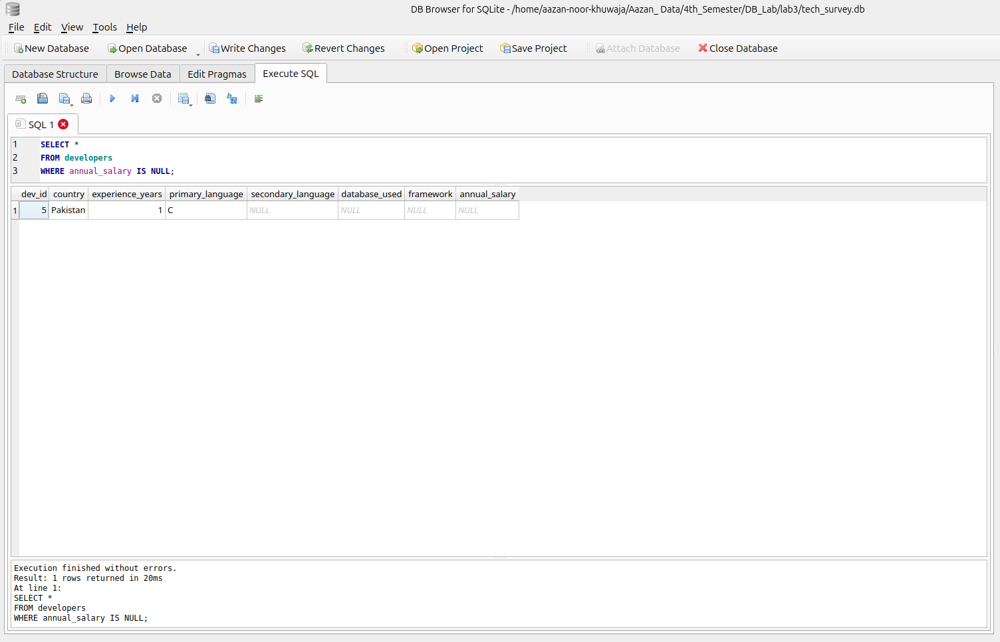 DB Browser for SQLite - /home/aazan-noor-khuwaja/Aazan_ Data/4th_Semester/DB_Lab/lab3/tech_survey.db
File Edit View Tools Help
New Database Open Database Write Changes Revert Changes Open Project Save Project Attach Database Close Database
Database Structure Browse Data Edit Pragmas Execute SQL
SQL 1
1 SELECT *
2 FROM developers
3 WHERE annual_salary IS NULL;
dev_id country experience_years primary_language secondary_language database_used framework annual_salary
1 5 Pakistan 1 C NULL NULL NULL NULL
Execution finished without errors.
Result: 1 rows returned in 20ms
At line 1:
SELECT *
FROM developers
WHERE annual_salary IS NULL;